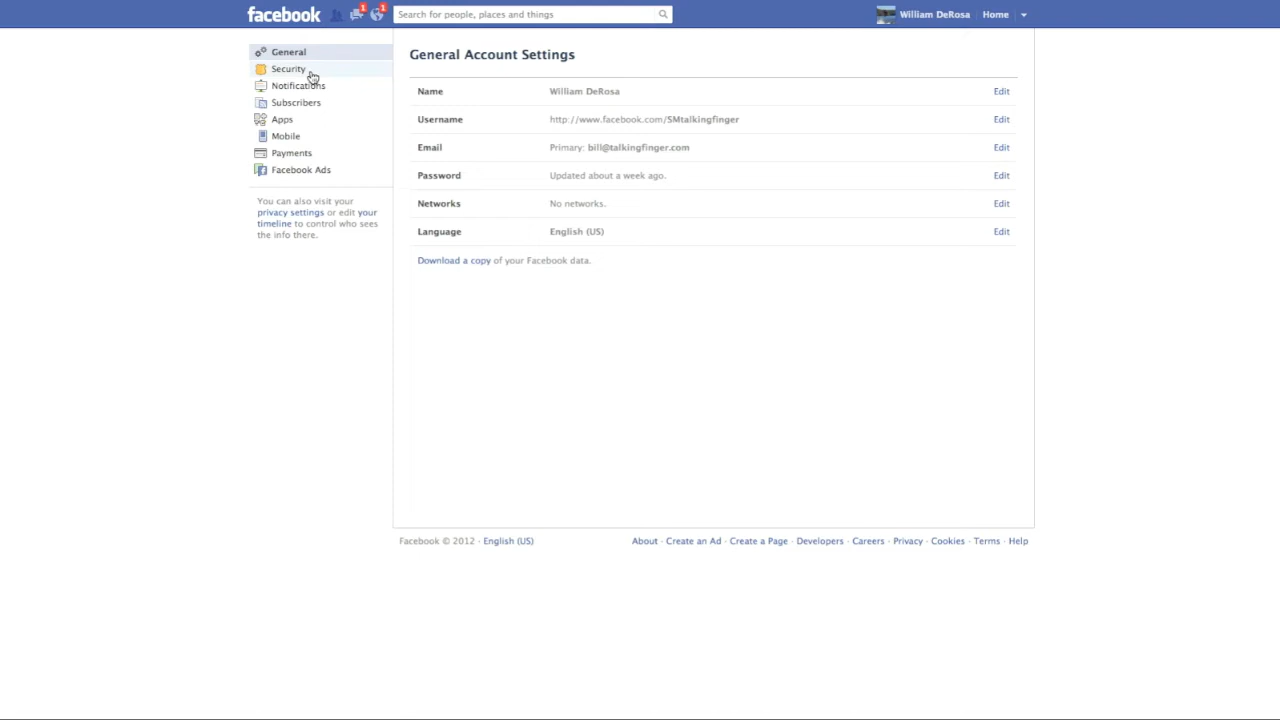 facebook 1 1 Search for people, places and things William DeRosa Home
General
Security
Notifications
Subscribers
Apps
Mobile
Payments
Facebook Ads
You can also visit your
privacy settings or edit your
timeline to control who sees
the info there.
General Account Settings
Name William DeRosa Edit
Username http://www.facebook.com/SMtalkingfinger Edit
Email Primary: bill@talkingfinger.com Edit
Password Updated about a week ago. Edit
Networks No networks. Edit
Language English (US) Edit
Download a copy of your Facebook data.
Facebook © 2012 · English (US) About · Create an Ad · Create a Page · Developers · Careers · Privacy · Cookies · Terms · Help